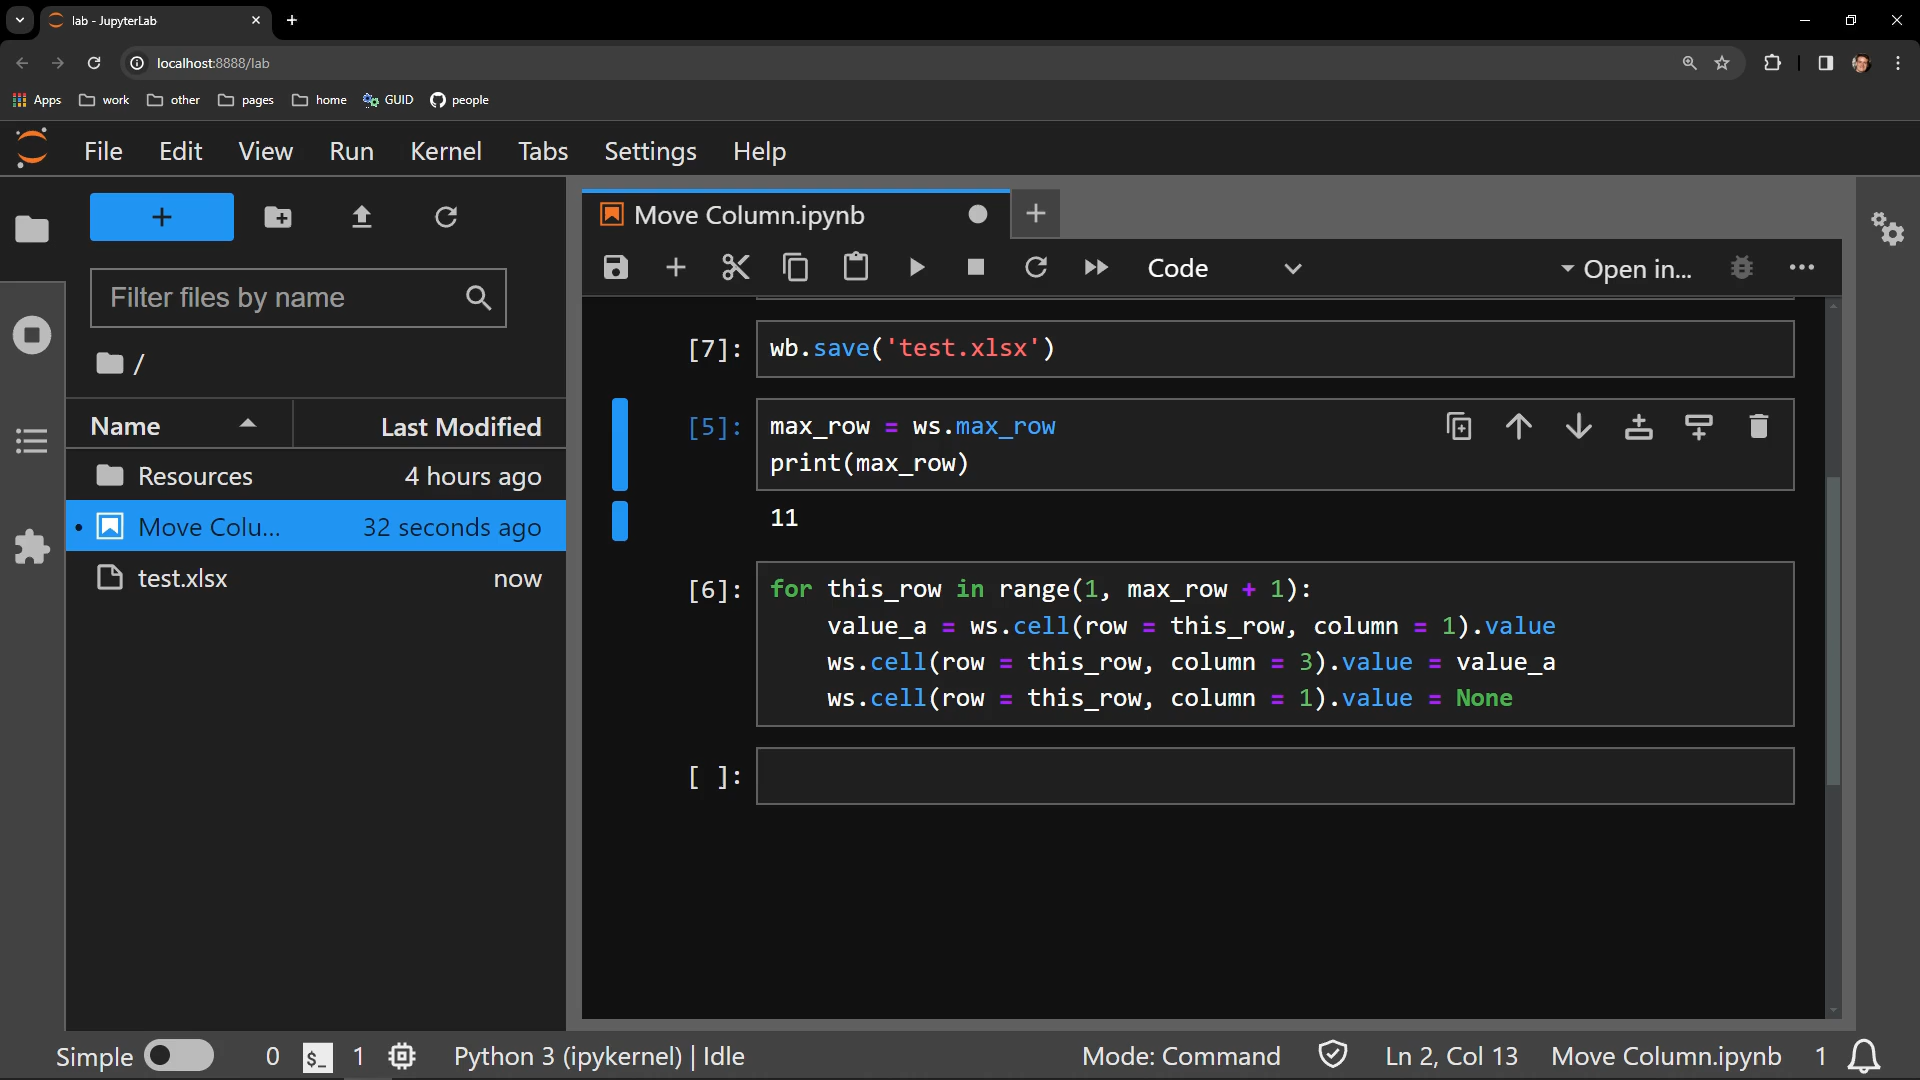 lab - JupyterLab
localhost:8888/lab
Apps work other pages home GUID people
File Edit View Run Kernel Tabs Settings Help
Move Column.ipynb
Code
Open in...
Filter files by name
/
Name Last Modified
Resources 4 hours ago
Move Colu... 32 seconds ago
test.xlsx now
[7]: wb.save('test.xlsx')
[5]: max_row = ws.max_row
print(max_row)
11
[6]: for this_row in range(1, max_row + 1):
value_a = ws.cell(row = this_row, column = 1).value
ws.cell(row = this_row, column = 3).value = value_a
ws.cell(row = this_row, column = 1).value = None
[ ]:
Simple 0 $_ 1 Python 3 (ipykernel) | Idle Mode: Command Ln 2, Col 13 Move Column.ipynb 1